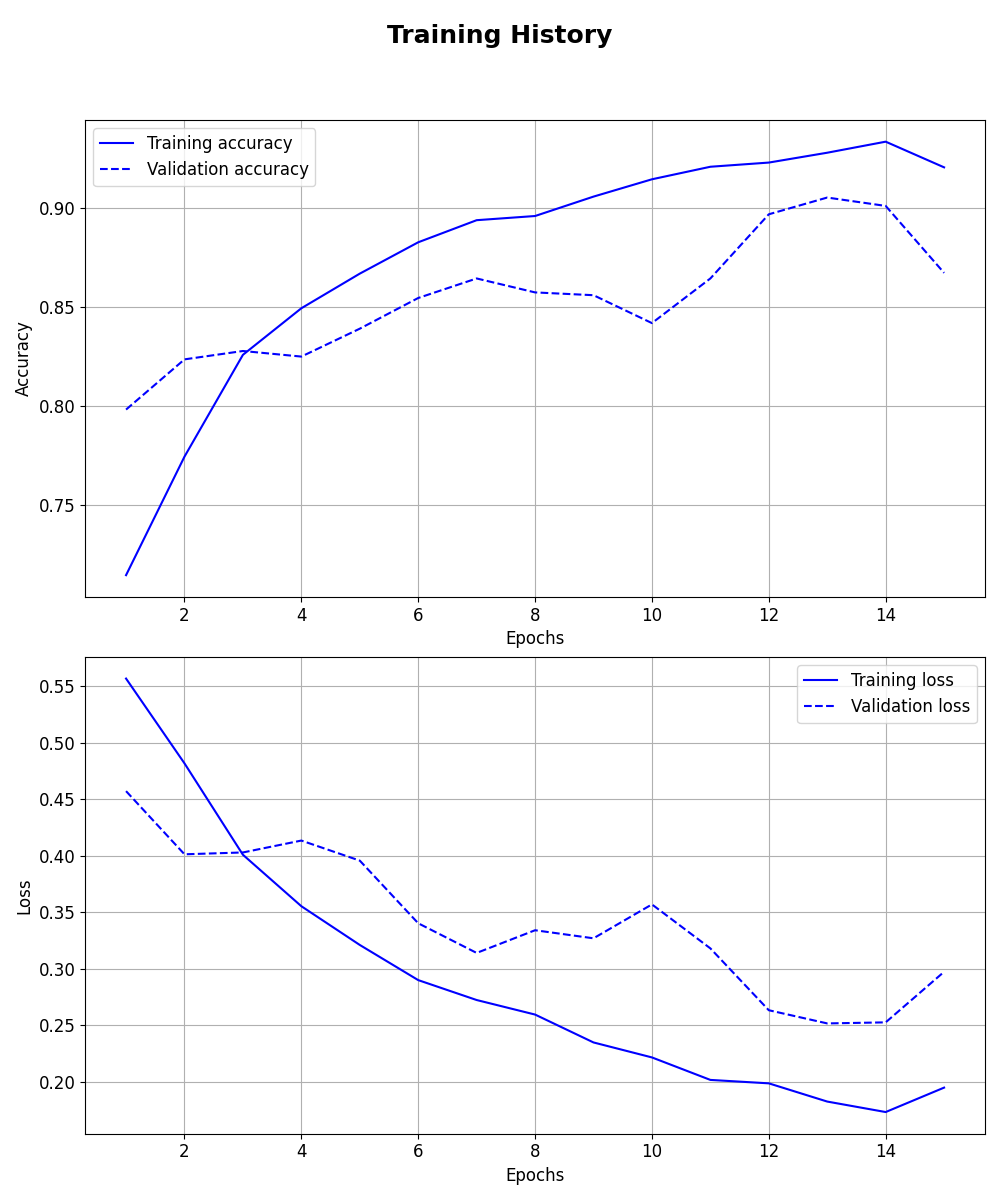 Training History
Training accuracy
Validation accuracy
0.90
0.85
0.80
0.75
Accuracy
2 4 6 8 10 12 14
Epochs
Training loss
Validation loss
0.55
0.50
0.45
0.40
0.35
0.30
0.25
0.20
Loss
2 4 6 8 10 12 14
Epochs